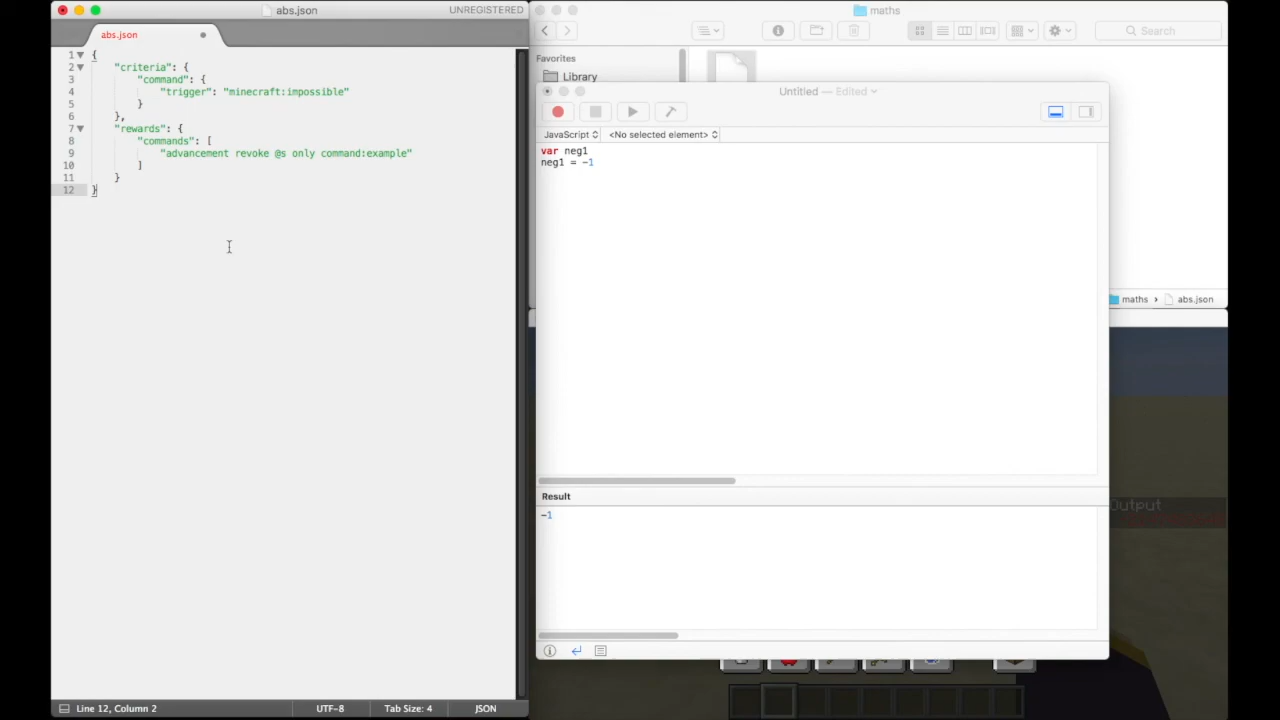 abs.json
UNREGISTERED
abs.json
1 {
2 "criteria": {
3 "command": {
4 "trigger": "minecraft:impossible"
5 }
6 },
7 "rewards": {
8 "commands": [
9 "advancement revoke @s only command:example"
10 ]
11 }
12 }
Line 12, Column 2
UTF-8
Tab Size: 4
JSON
maths
Search
Favorites
Library
Untitled — Edited
JavaScript
<No selected element>
var neg1
neg1 = -1
maths › abs.json
Result
-1
Output